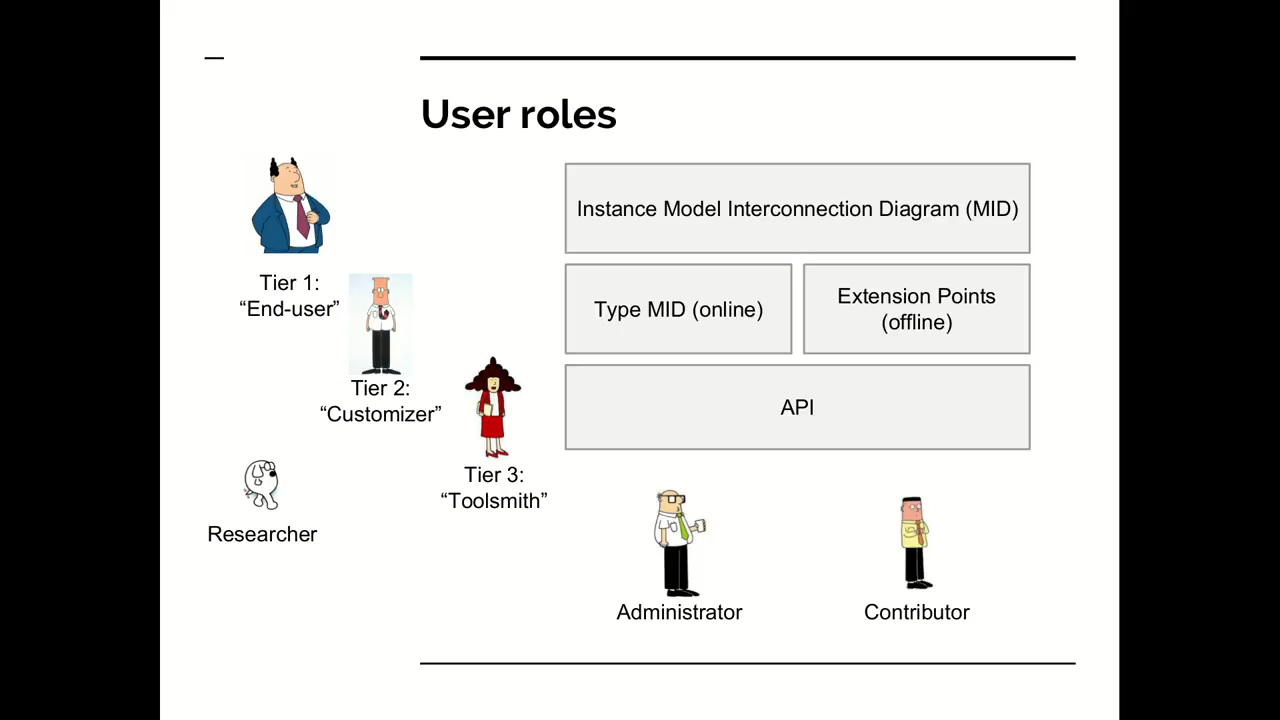 User roles
Instance Model Interconnection Diagram (MID)
Tier 1:
“End-user”
Type MID (online)
Extension Points
(offline)
Tier 2:
“Customizer”
API
Tier 3:
“Toolsmith”
Researcher
Administrator
Contributor